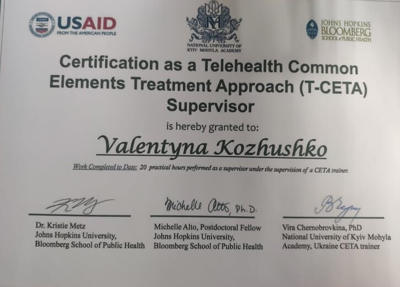 USAID
FROM THE AMERICAN PEOPLE
NATIONAL UNIVERSITY OF
KYIV MOHYLA ACADEMY
JOHNS HOPKINS
BLOOMBERG
SCHOOL of PUBLIC HEALTH
Certification as a Telehealth Common
Elements Treatment Approach (T-CETA)
Supervisor
is hereby granted to:
Valentyna Kozhushko
Work Completed to Date: 20 practical hours performed as a supervisor under the supervision of a CETA trainer.
Michelle Alto, Ph.D.
Dr. Kristie Metz
Johns Hopkins University,
Bloomberg School of Public Health
Michelle Alto, Postdoctoral Fellow
Johns Hopkins University,
Bloomberg School of Public Health
Vira Chernobrovkina, PhD
National University of Kyiv Mohyla
Academy, Ukraine CETA trainer